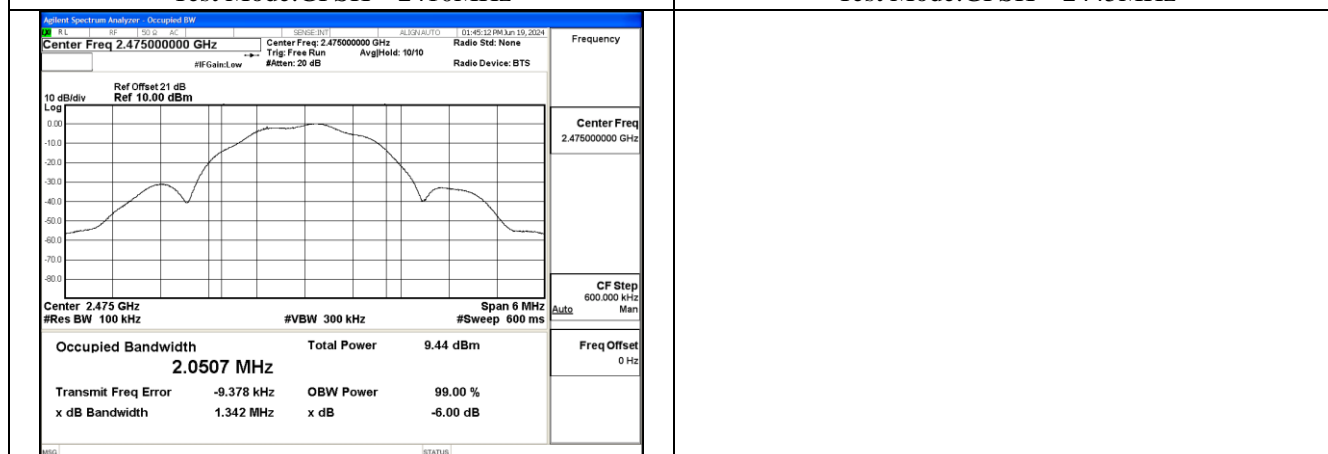 Agilent Spectrum Analyzer - Occupied BW
RL RF 50 Ω AC SENSE:INT ALIGN AUTO 01:45:12 PM Jun 19, 2024
Center Freq 2.475000000 GHz Center Freq: 2.475000000 GHz Radio Std: None Frequency
Trig: Free Run Avg|Hold: 10/10
#IFGain:Low #Atten: 20 dB Radio Device: BTS
Ref Offset 21 dB
10 dB/div Ref 10.00 dBm
Log
0.00
-10.0
-20.0
-30.0
-40.0
-50.0
-60.0
-70.0
-80.0
Center 2.475 GHz Span 6 MHz
#Res BW 100 kHz #VBW 300 kHz #Sweep 600 ms
Occupied Bandwidth Total Power 9.44 dBm
2.0507 MHz
Transmit Freq Error -9.378 kHz OBW Power 99.00 %
x dB Bandwidth 1.342 MHz x dB -6.00 dB
Center Freq
2.475000000 GHz
CF Step
600.000 kHz
Auto Man
Freq Offset
0 Hz
MSG STATUS